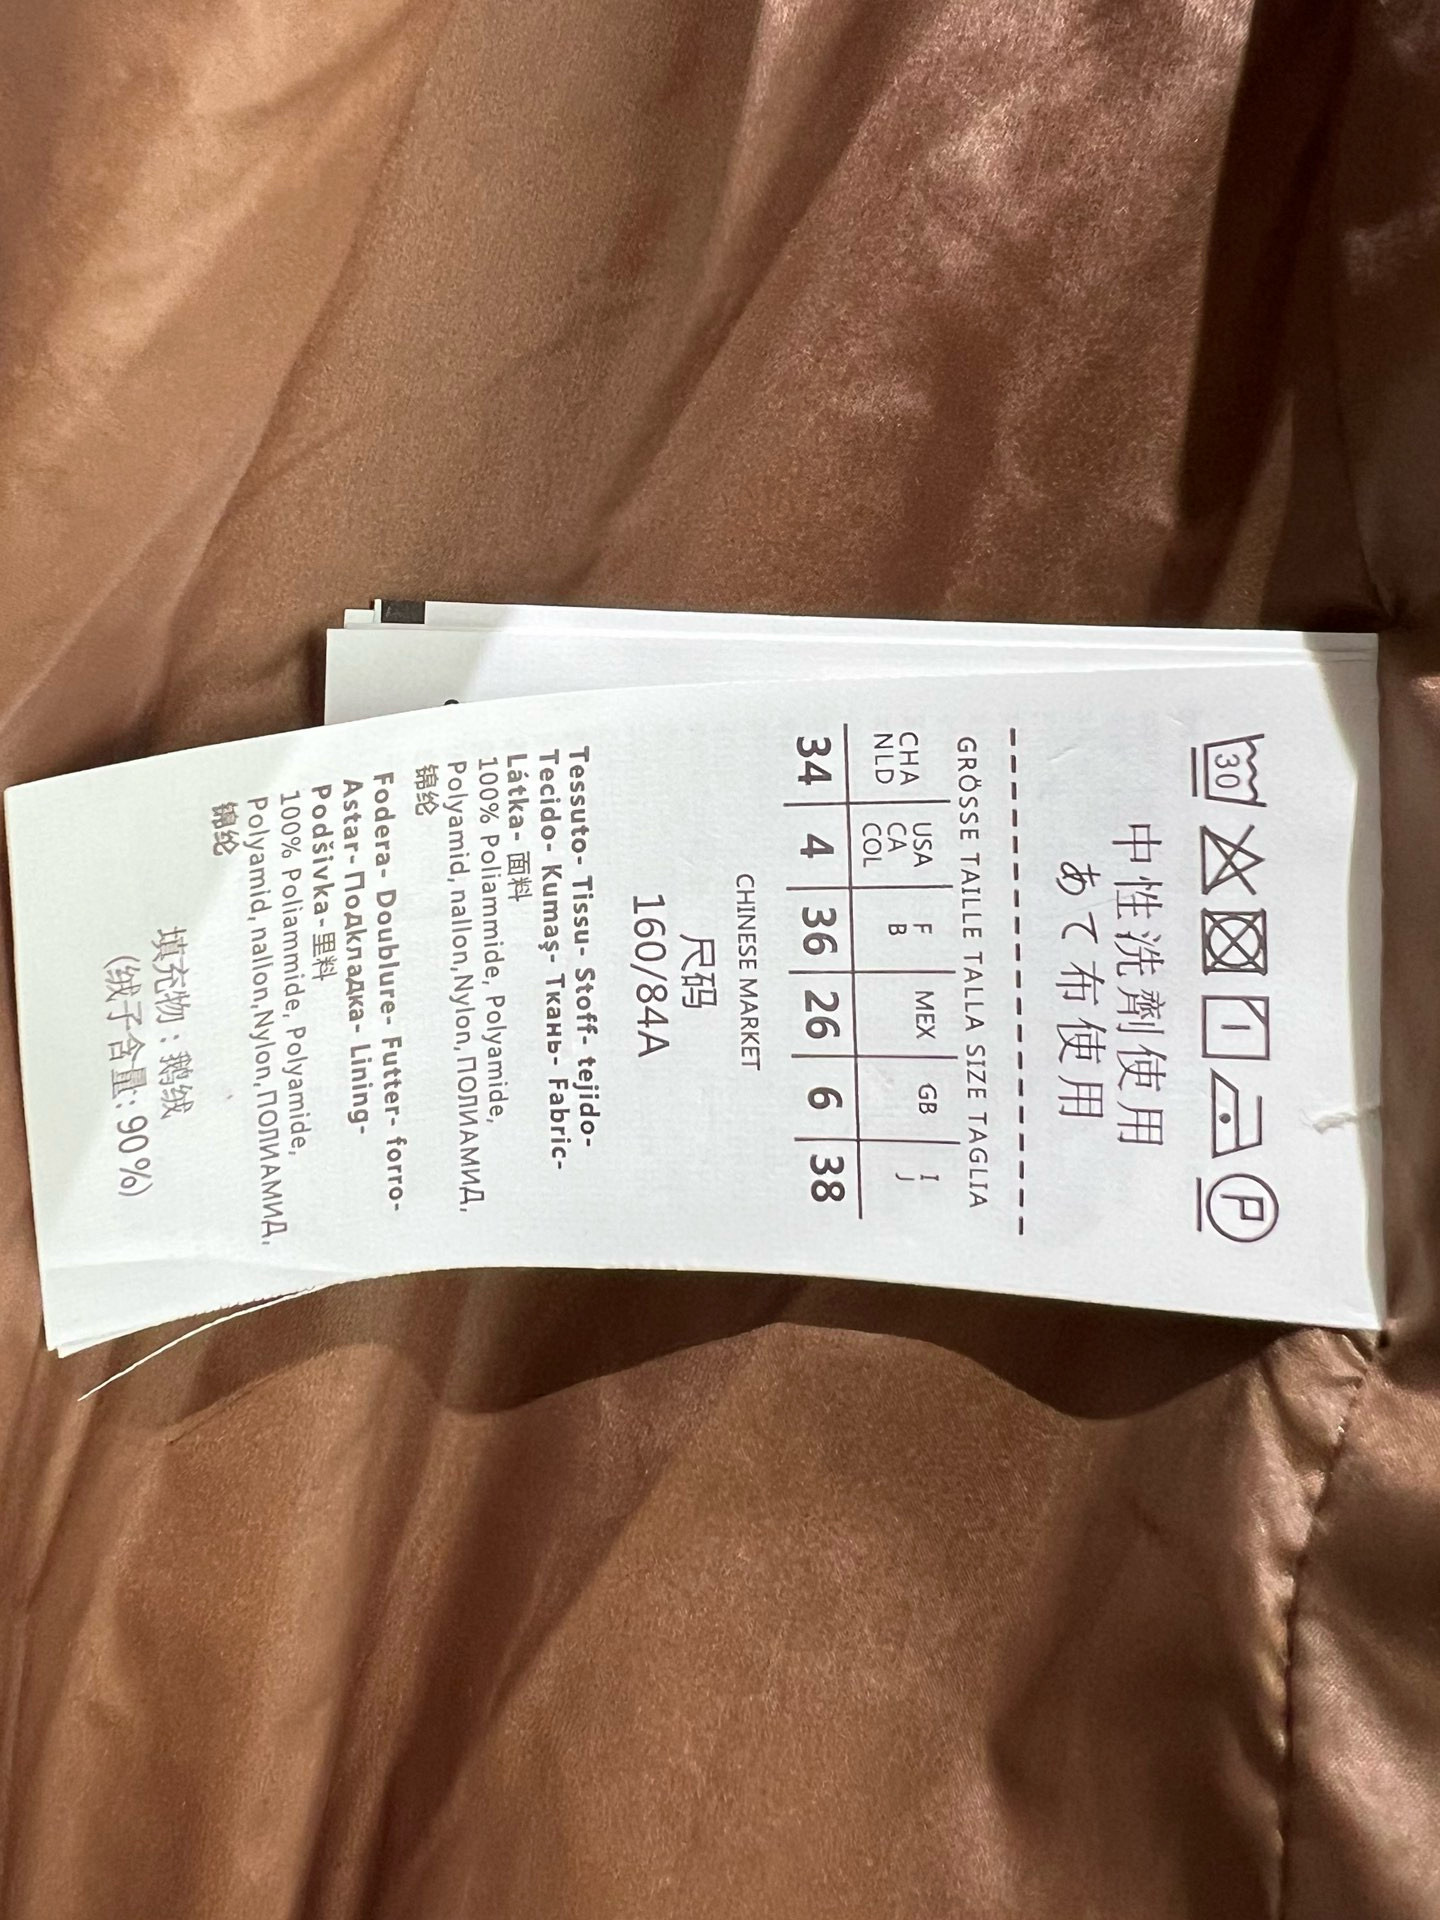 30
P
中性洗剤使用
あて布使用
GRÖSSE TAILLE TALLA SIZE TAGLIA
CHA NLD
USA CA COL
F B
MEX
GB
I J
34 4 36 26 6 38
CHINESE MARKET
尺码
160/84A
Tessuto- Tissu- Stoff- tejido-
Tecido- Kumaş- Ткань- Fabric-
Látka- 面料
100% Poliammide, Polyamide,
Polyamid, nallon, Nylon, ПОЛИАМИД,
锦纶
Fodera- Doublure- Futter- forro-
Astar- Подкладка- Lining-
Podšívka- 里料
100% Poliammide, Polyamide,
Polyamid, nallon, Nylon, ПОЛИАМИД,
锦纶
填充物：鹅绒
(绒子含量: 90%)